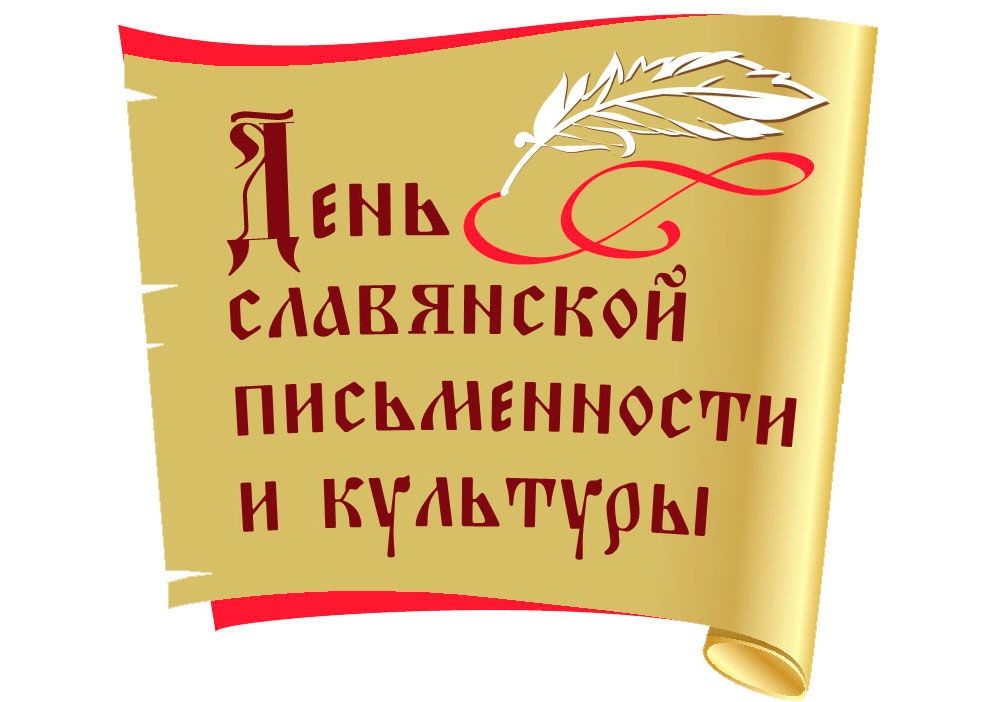 День
славянской
письменности
и культуры